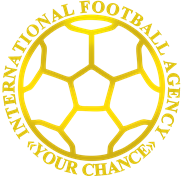 INTERNATIONAL FOOTBALL AGENCY
«YOUR CHANCE»